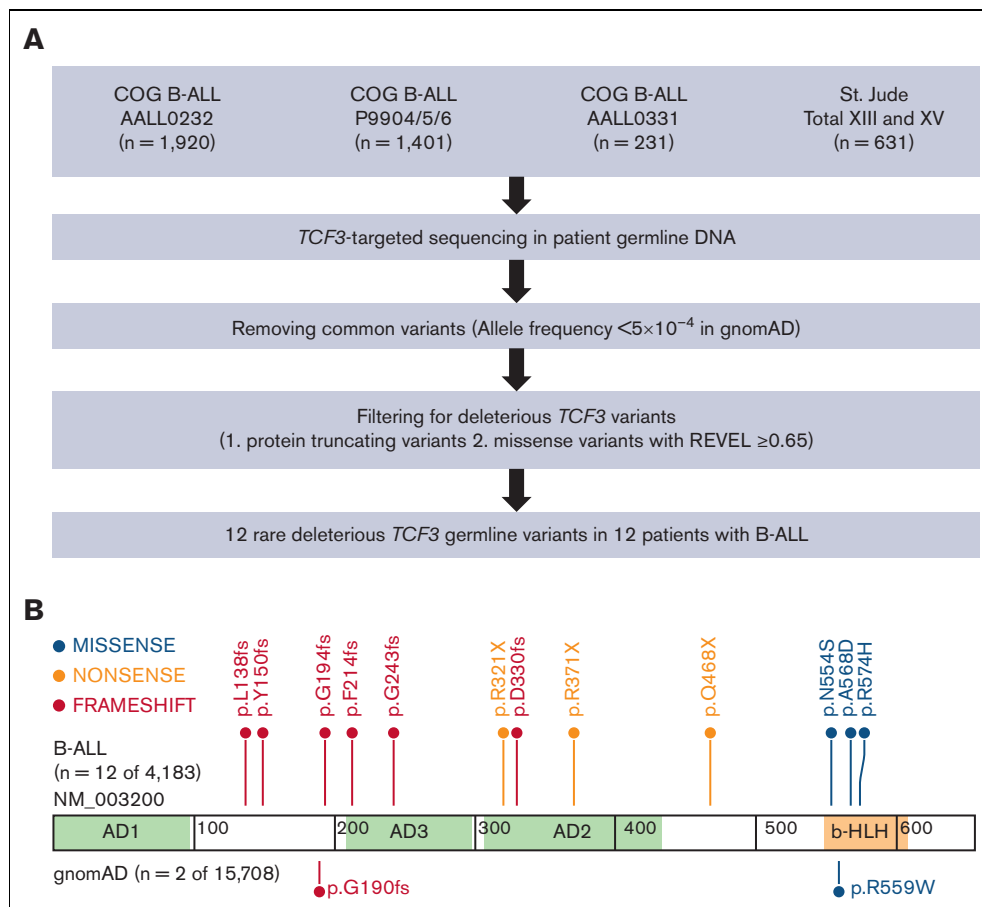 A
COG B-ALL
AALL0232
(n = 1,920)
COG B-ALL
P9904/5/6
(n = 1,401)
COG B-ALL
AALL0331
(n = 231)
St. Jude
Total XIII and XV
(n = 631)
TCF3-targeted sequencing in patient germline DNA
Removing common variants (Allele frequency <5×10⁻⁴ in gnomAD)
Filtering for deleterious TCF3 variants
(1. protein truncating variants 2. missense variants with REVEL ≥0.65)
12 rare deleterious TCF3 germline variants in 12 patients with B-ALL
B
MISSENSE
NONSENSE
FRAMESHIFT
p.L138fs
p.Y150fs
p.G194fs
p.F214fs
p.G243fs
p.R321X
p.D330fs
p.R371X
p.Q468X
p.N554S
p.A568D
p.R574H
B-ALL
(n = 12 of 4,183)
NM_003200
AD1 100 200 AD3 300 AD2 400 500 b-HLH 600
gnomAD (n = 2 of 15,708)
p.G190fs
p.R559W